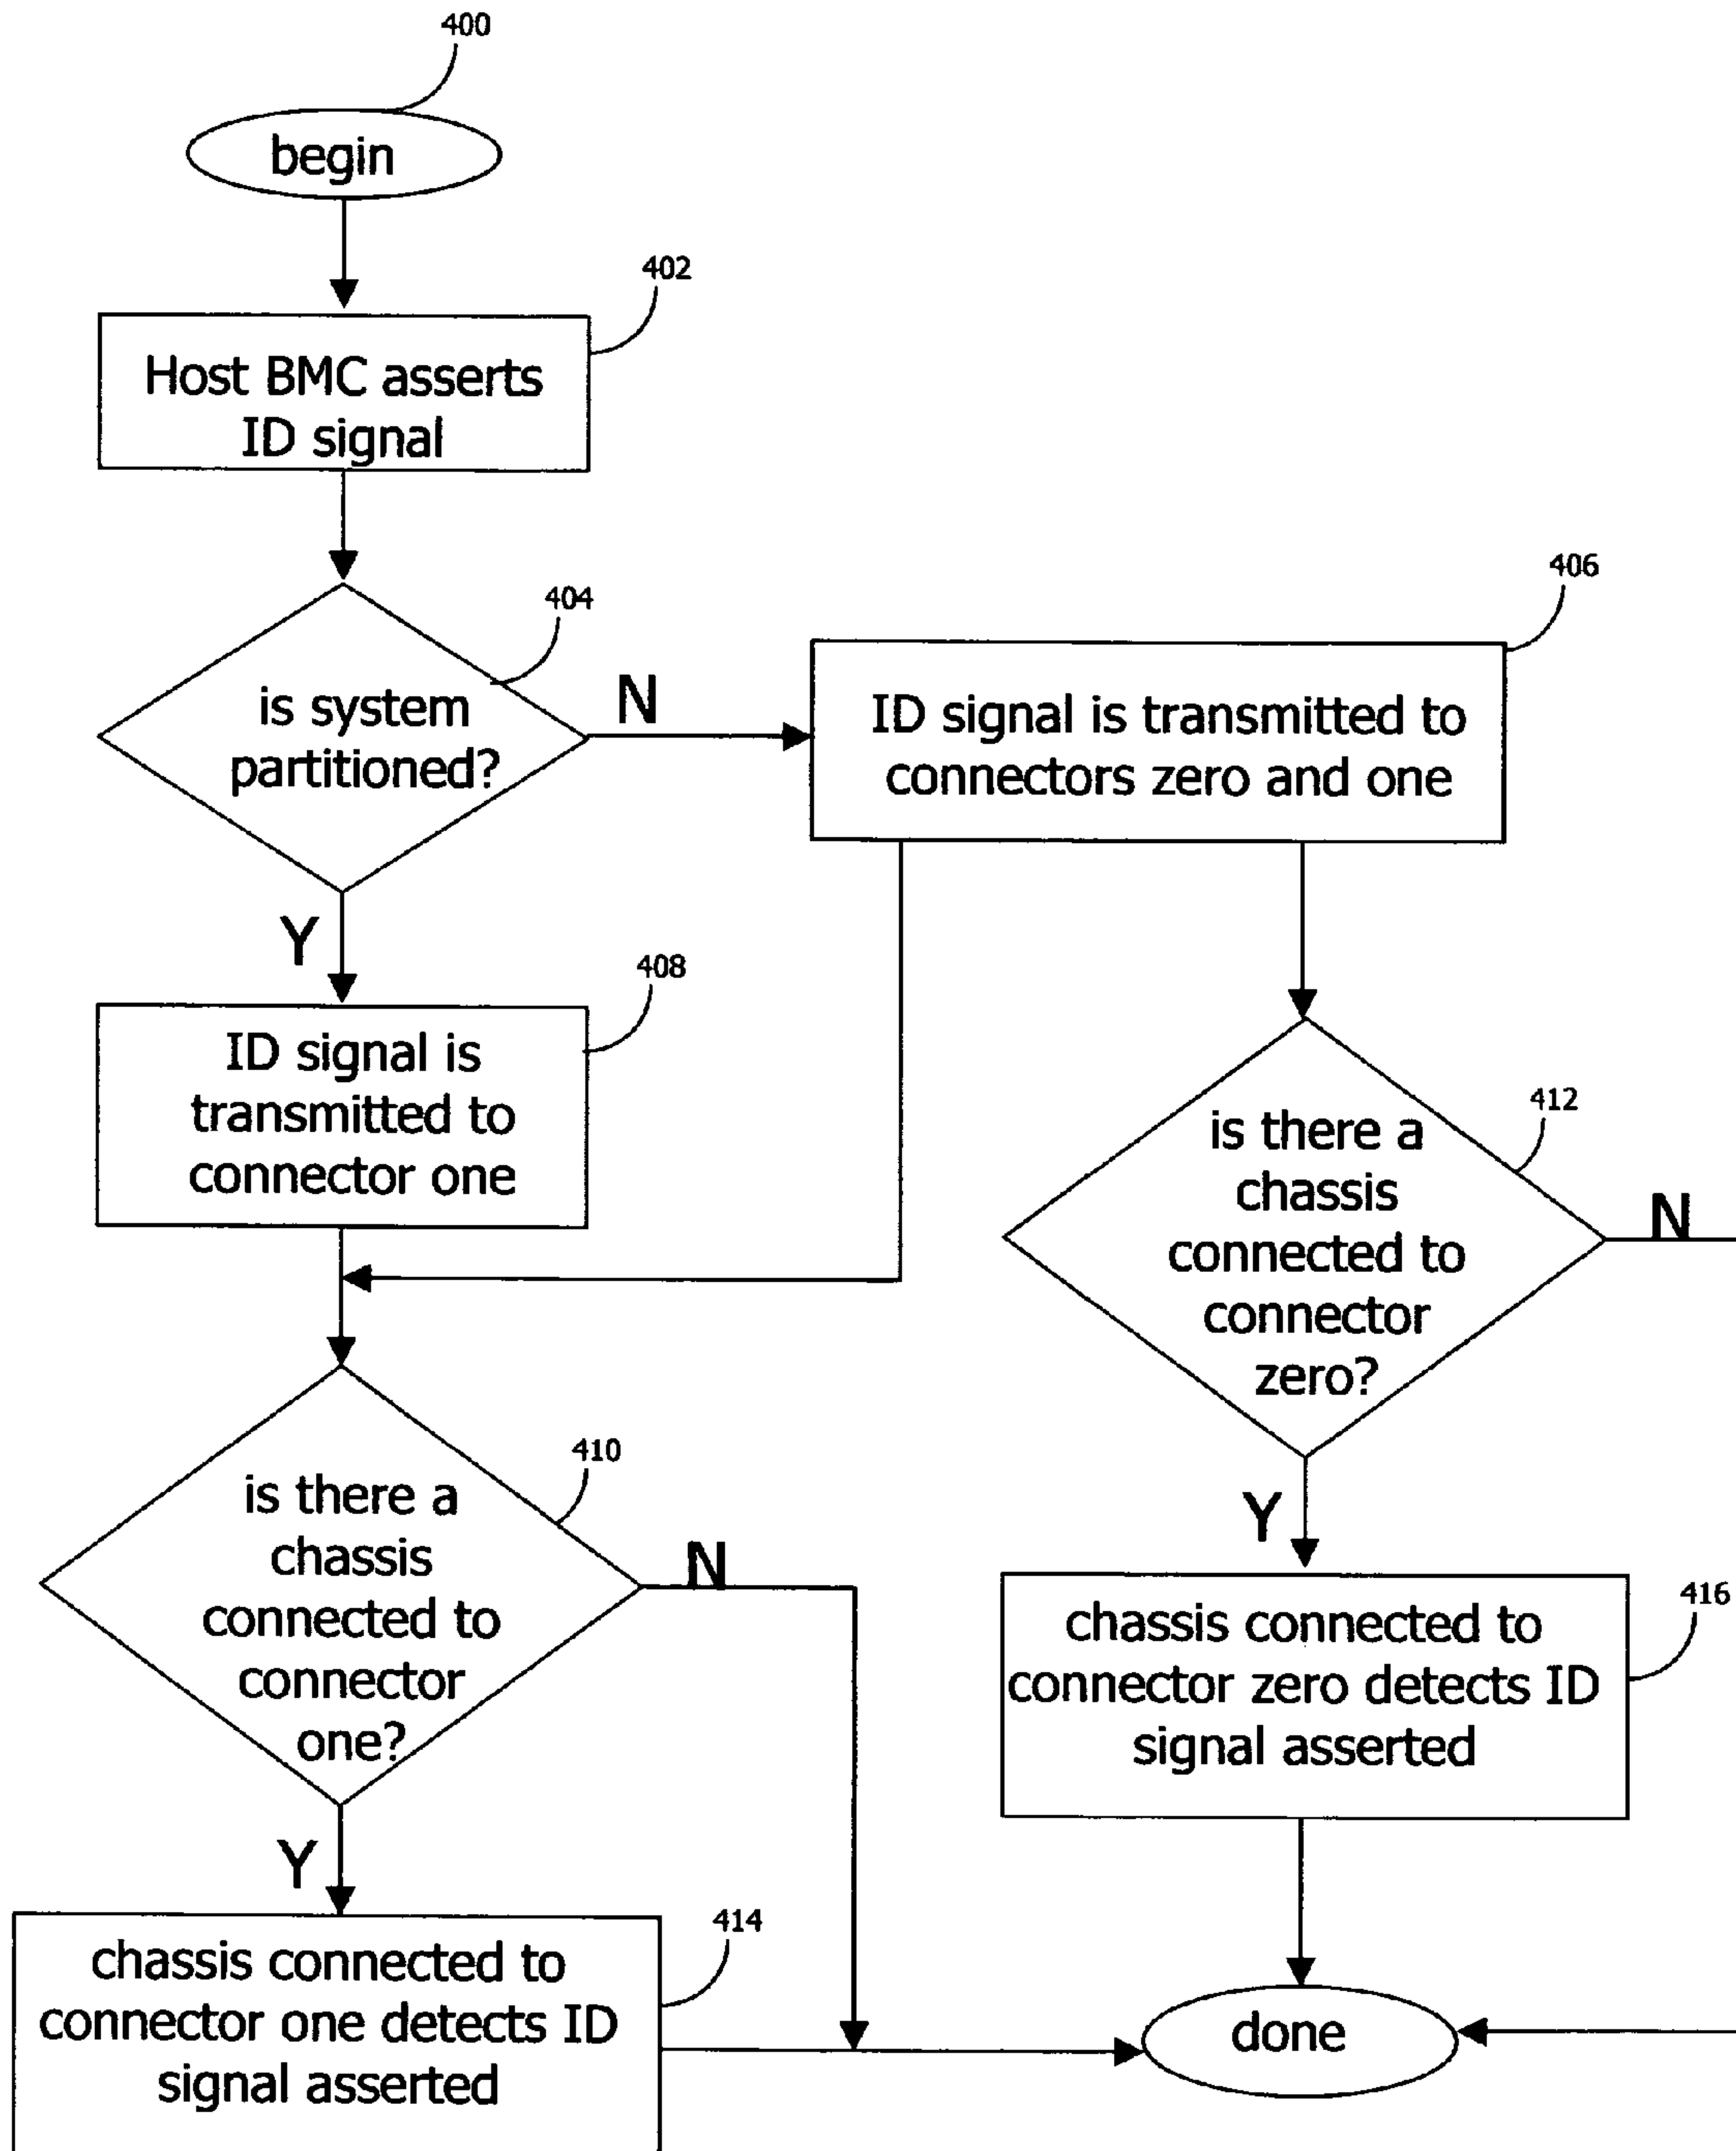 400
begin
402
Host BMC asserts
ID signal
404
is system
partitioned?
N
Y
406
ID signal is transmitted to
connectors zero and one
408
ID signal is
transmitted to
connector one
412
is there a
chassis
connected to
connector
zero?
N
Y
410
is there a
chassis
connected to
connector
one?
N
Y
416
chassis connected to
connector zero detects ID
signal asserted
414
chassis connected to
connector one detects ID
signal asserted
done